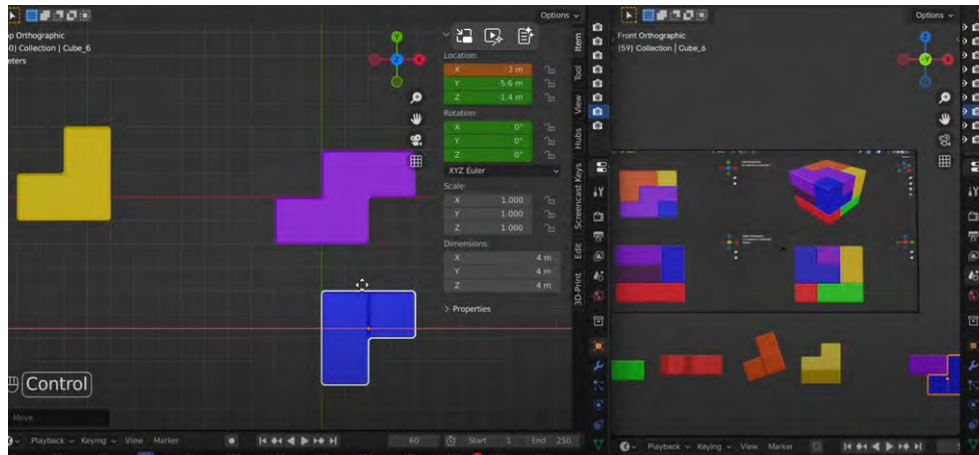 Options
op Orthographic
0) Collection | Cube_6
eters
Y
Z
X
Location:
X 2 m
Y -5.6 m
Z -1.4 m
Rotation:
X 0°
Y 0°
Z 0°
XYZ Euler
Scale:
X 1.000
Y 1.000
Z 1.000
Dimensions:
X 4 m
Y 4 m
Z 4 m
Properties
Item
Tool
View
Hubs
Screencast Keys
Edit
3D-Print
Control
Move
Playback
Keying
View
Marker
60
Start 1
End 250
Options
Front Orthographic
(59) Collection | Cube_6
Z
-Y
X
Playback
Keying
View
Marker